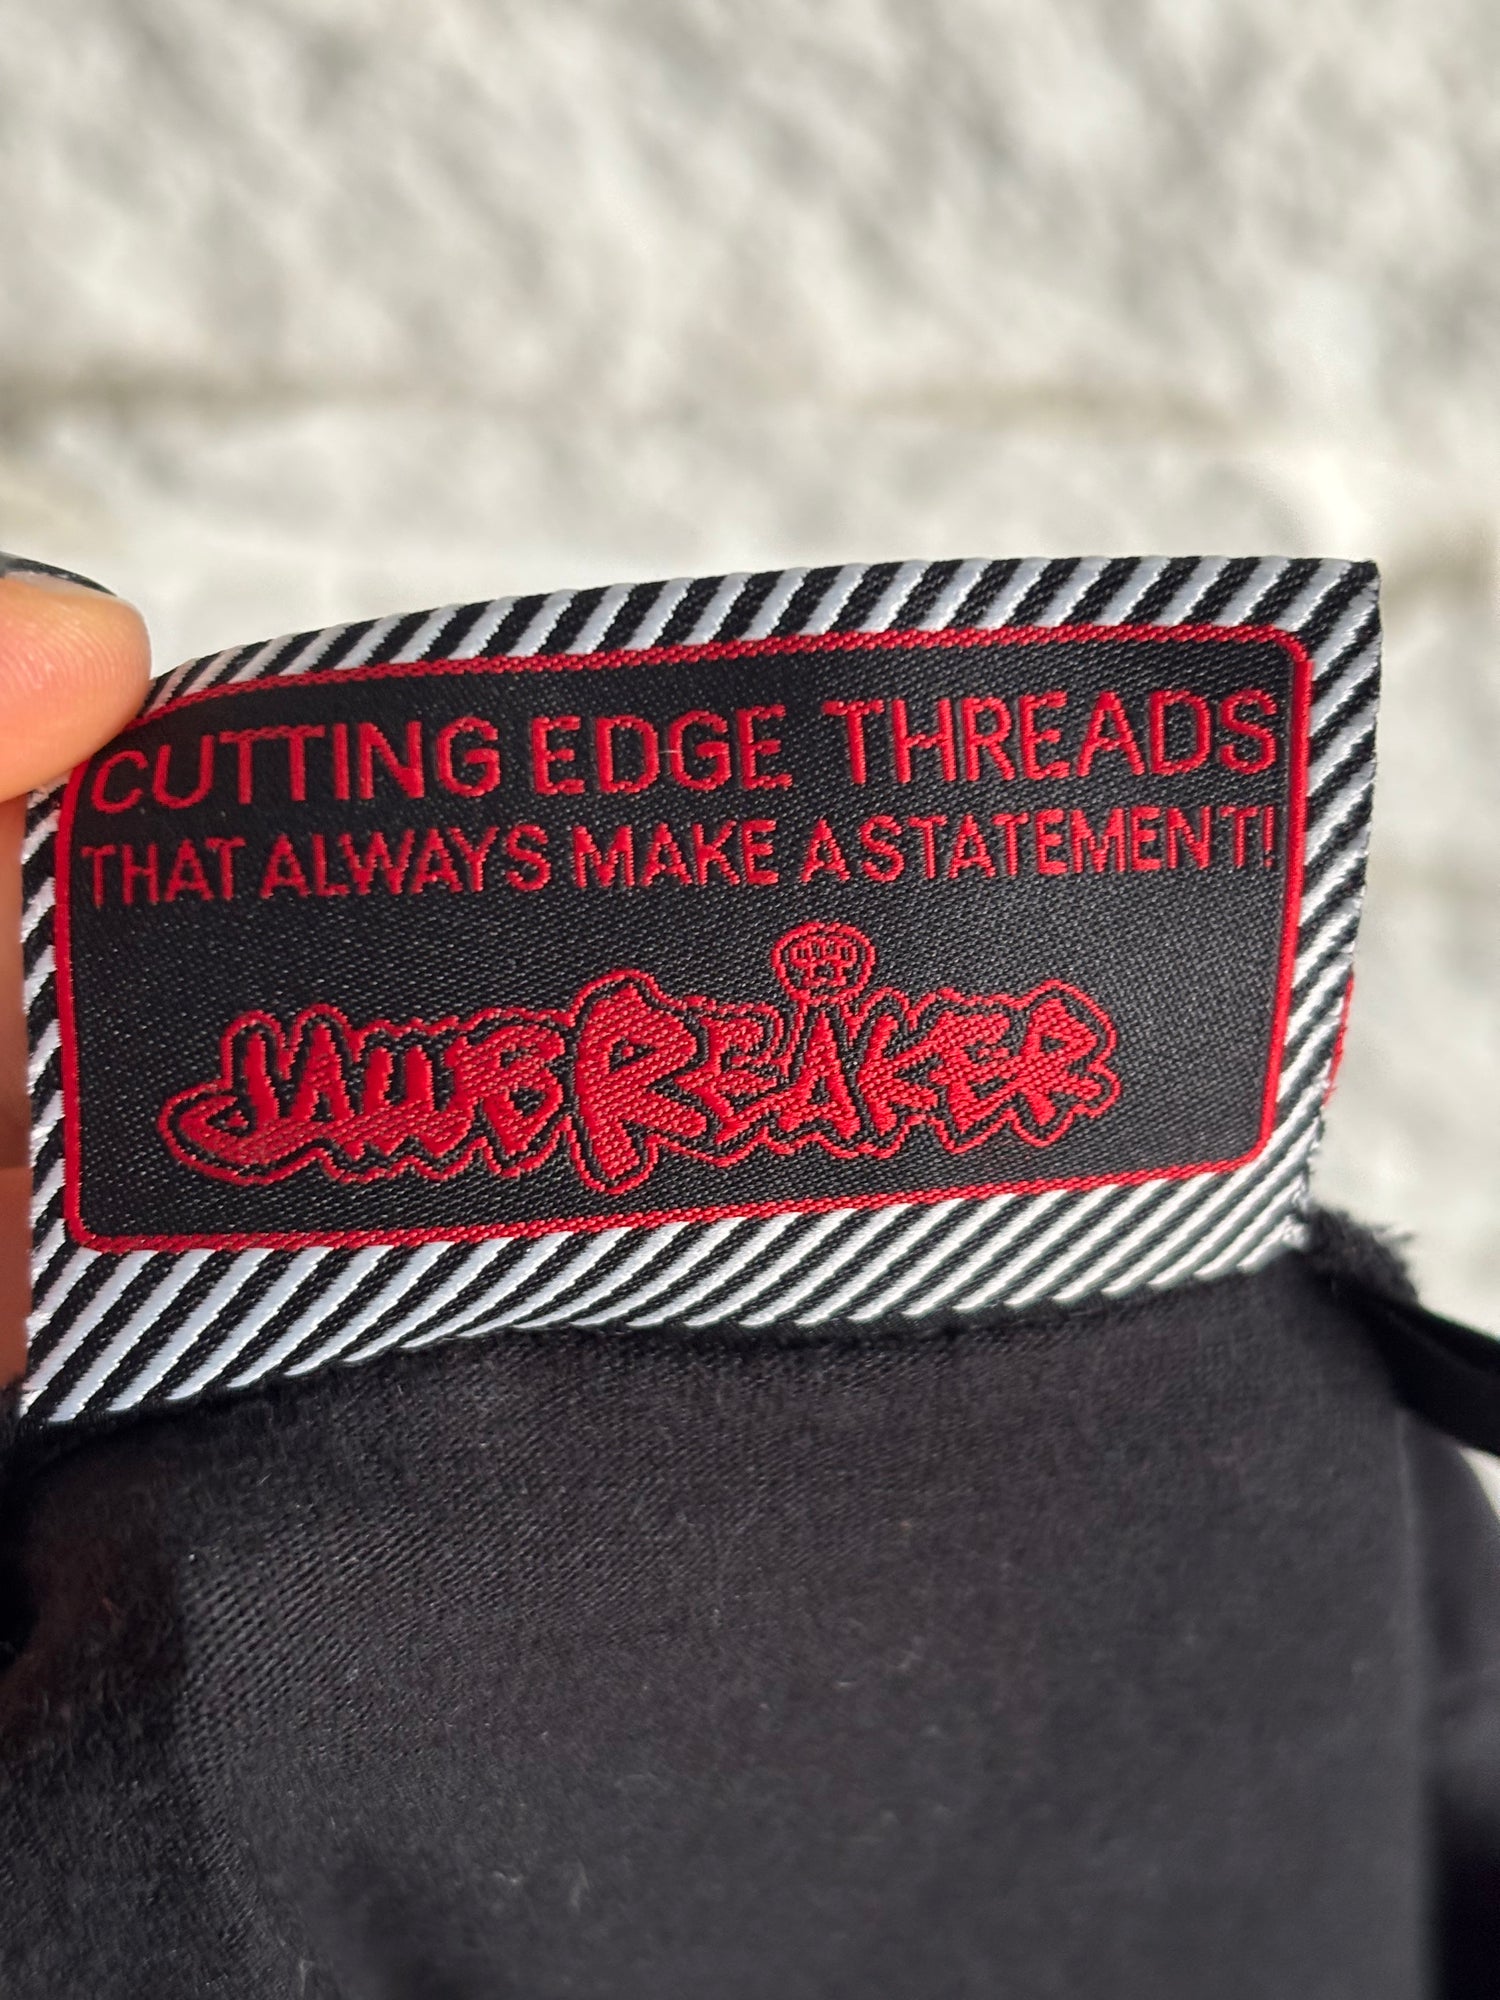 CUTTING EDGE THREADS
THAT ALWAYS MAKE A STATEMENT!
JAWBREAKER